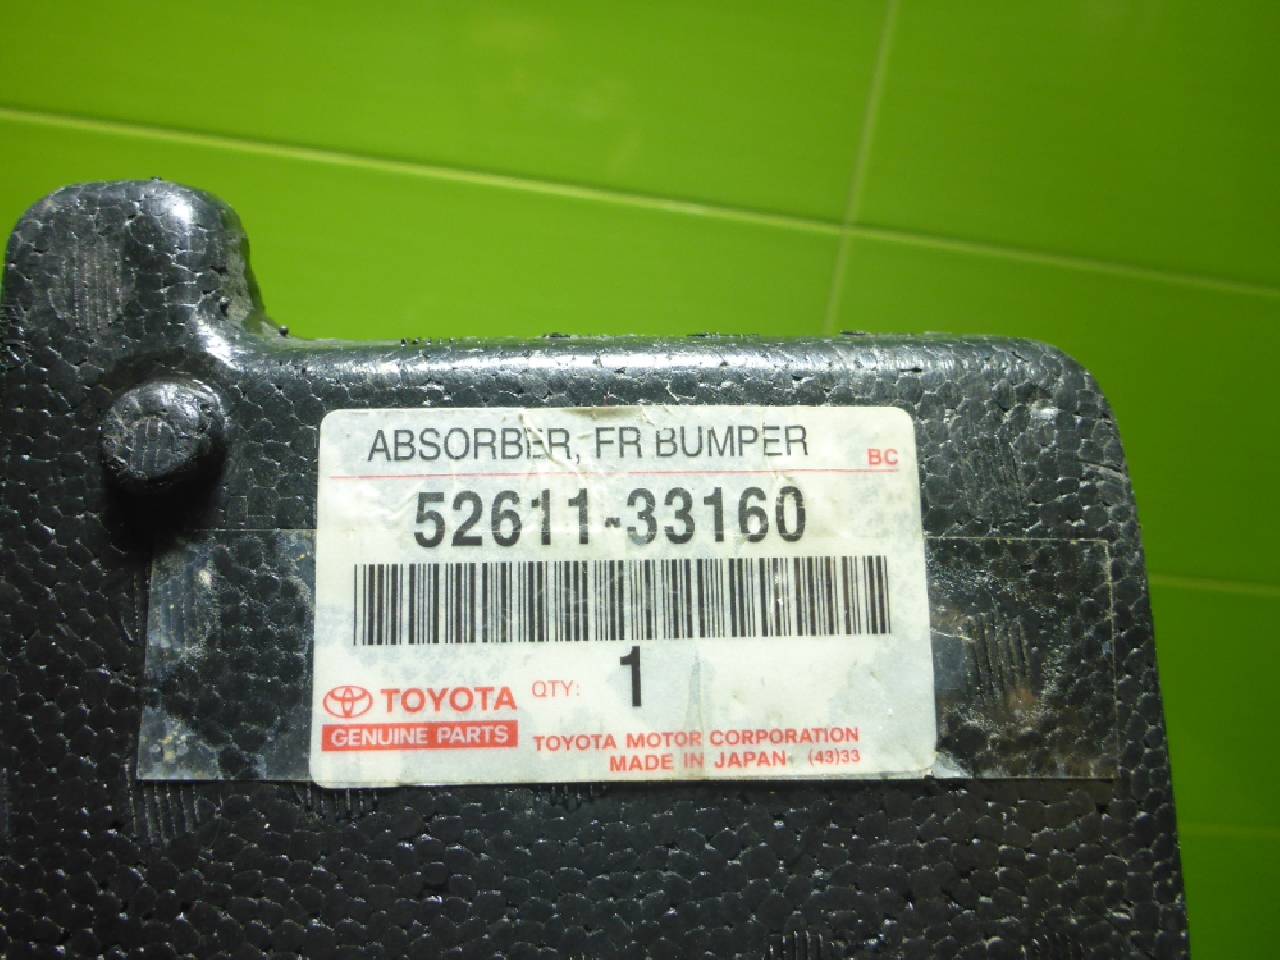 ABSORBER, FR BUMPER
BC
52611-33160
TOYOTA QTY: 1
GENUINE PARTS
TOYOTA MOTOR CORPORATION
MADE IN JAPAN (43)33